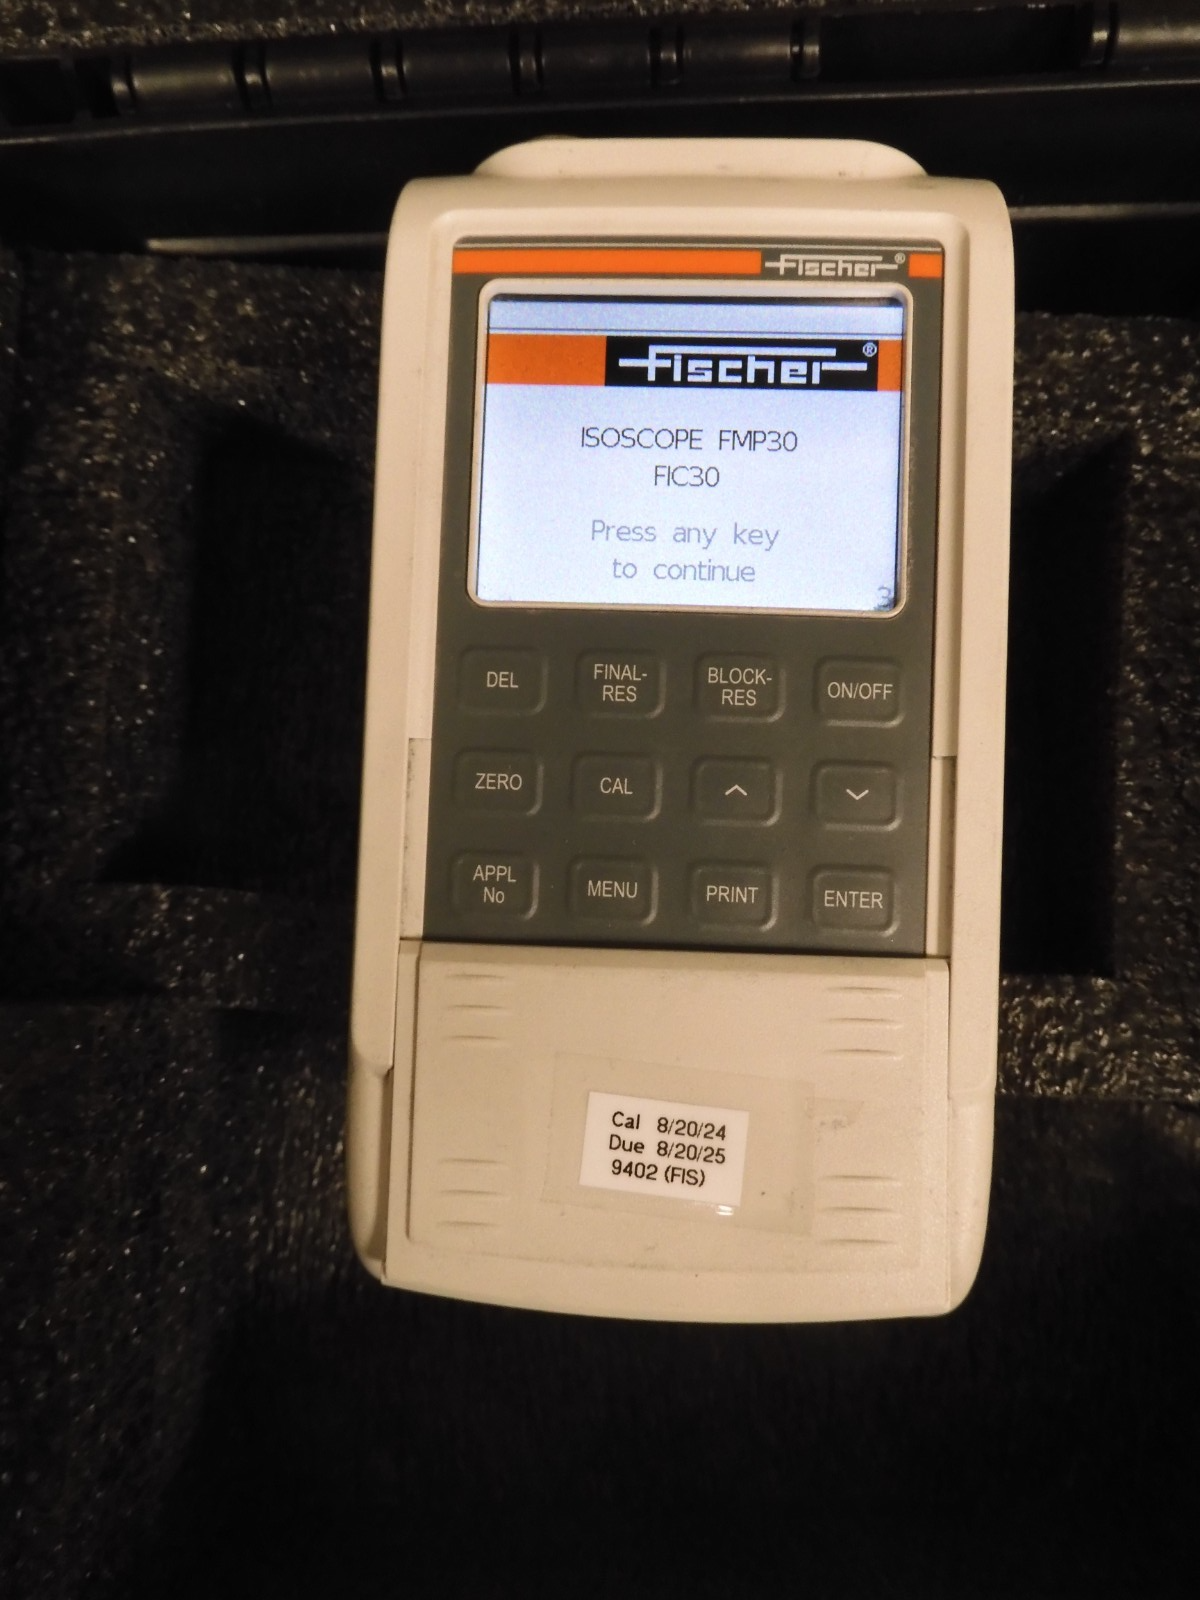 Fischer®
Fischer®
ISOSCOPE FMP30
FIC30
Press any key
to continue
3
DEL
FINAL-
RES
BLOCK-
RES
ON/OFF
ZERO
CAL
APPL
No
MENU
PRINT
ENTER
Cal 8/20/24
Due 8/20/25
9402 (FIS)